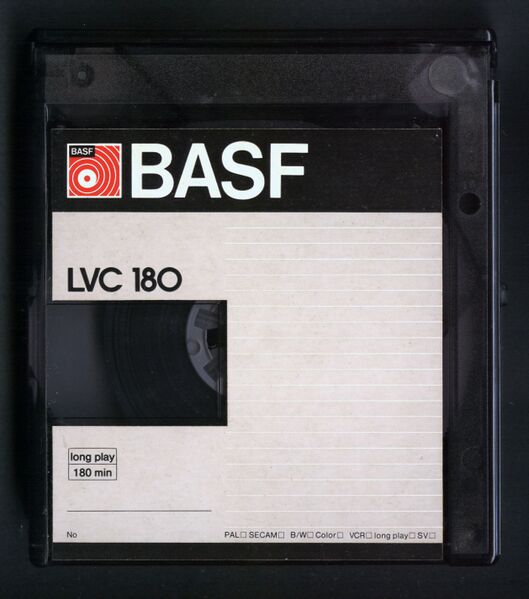 BASF
BASF
LVC 180
long play
180 min
No
PAL□ SECAM□ B/W□ Color□ VCR□ long play□ SV□